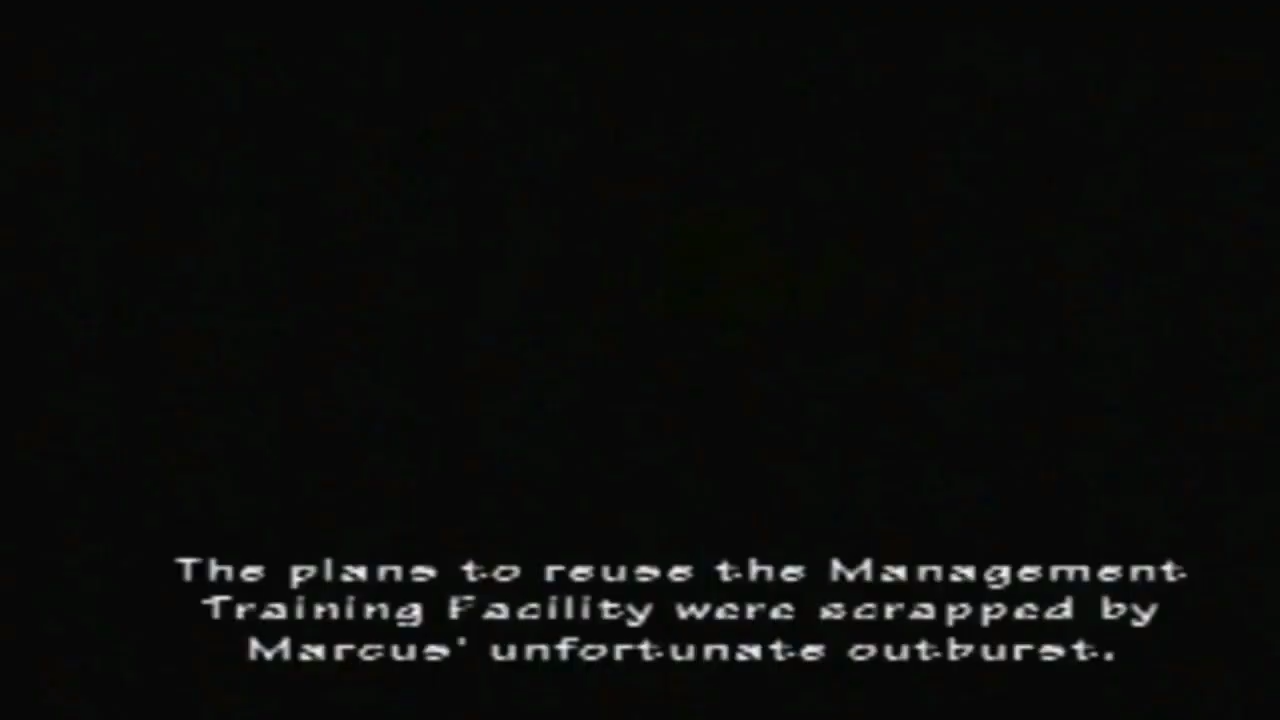 The plans to reuse the Management
Training Facility were scrapped by
Marcus' unfortunate outburst.